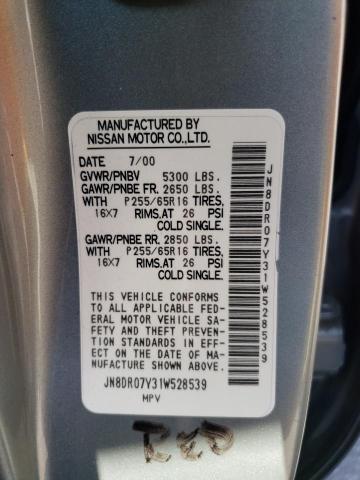 MANUFACTURED BY
NISSAN MOTOR CO.,LTD.
DATE 7/00
GVWR/PNBV 5300 LBS.
GAWR/PNBE FR. 2650 LBS.
WITH P255/65R16 TIRES,
16X7 RIMS,AT 26 PSI
COLD SINGLE.
GAWR/PNBE RR. 2850 LBS.
WITH P255/65R16 TIRES,
16X7 RIMS,AT 26 PSI
COLD SINGLE.
THIS VEHICLE CONFORMS
TO ALL APPLICABLE FED-
ERAL MOTOR VEHICLE SA-
FETY AND THEFT PREVEN-
TION STANDARDS IN EFFE-
CT ON THE DATE OF MA-
NUFACTURE SHOWN ABOVE.
JN8DR07Y31W528539
MPV
JN8DR07Y31W528539